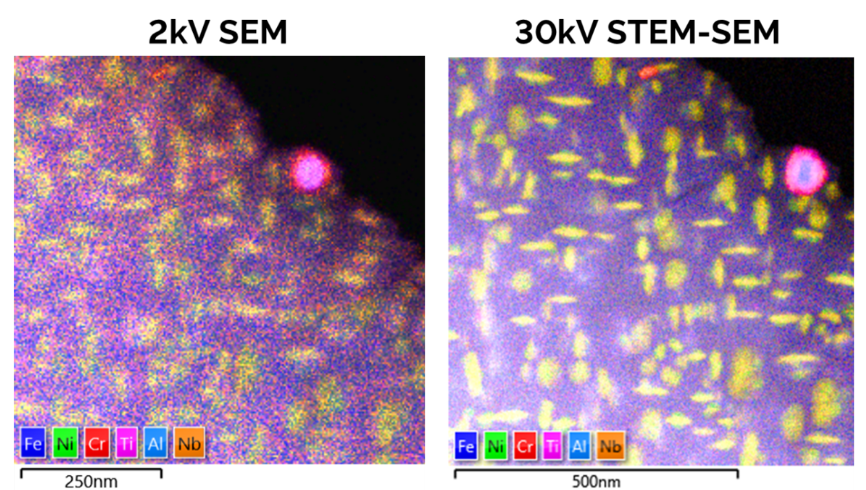 2kV SEM
30kV STEM-SEM
Fe Ni Cr Ti Al Nb
Fe Ni Cr Ti Al Nb
250nm
500nm